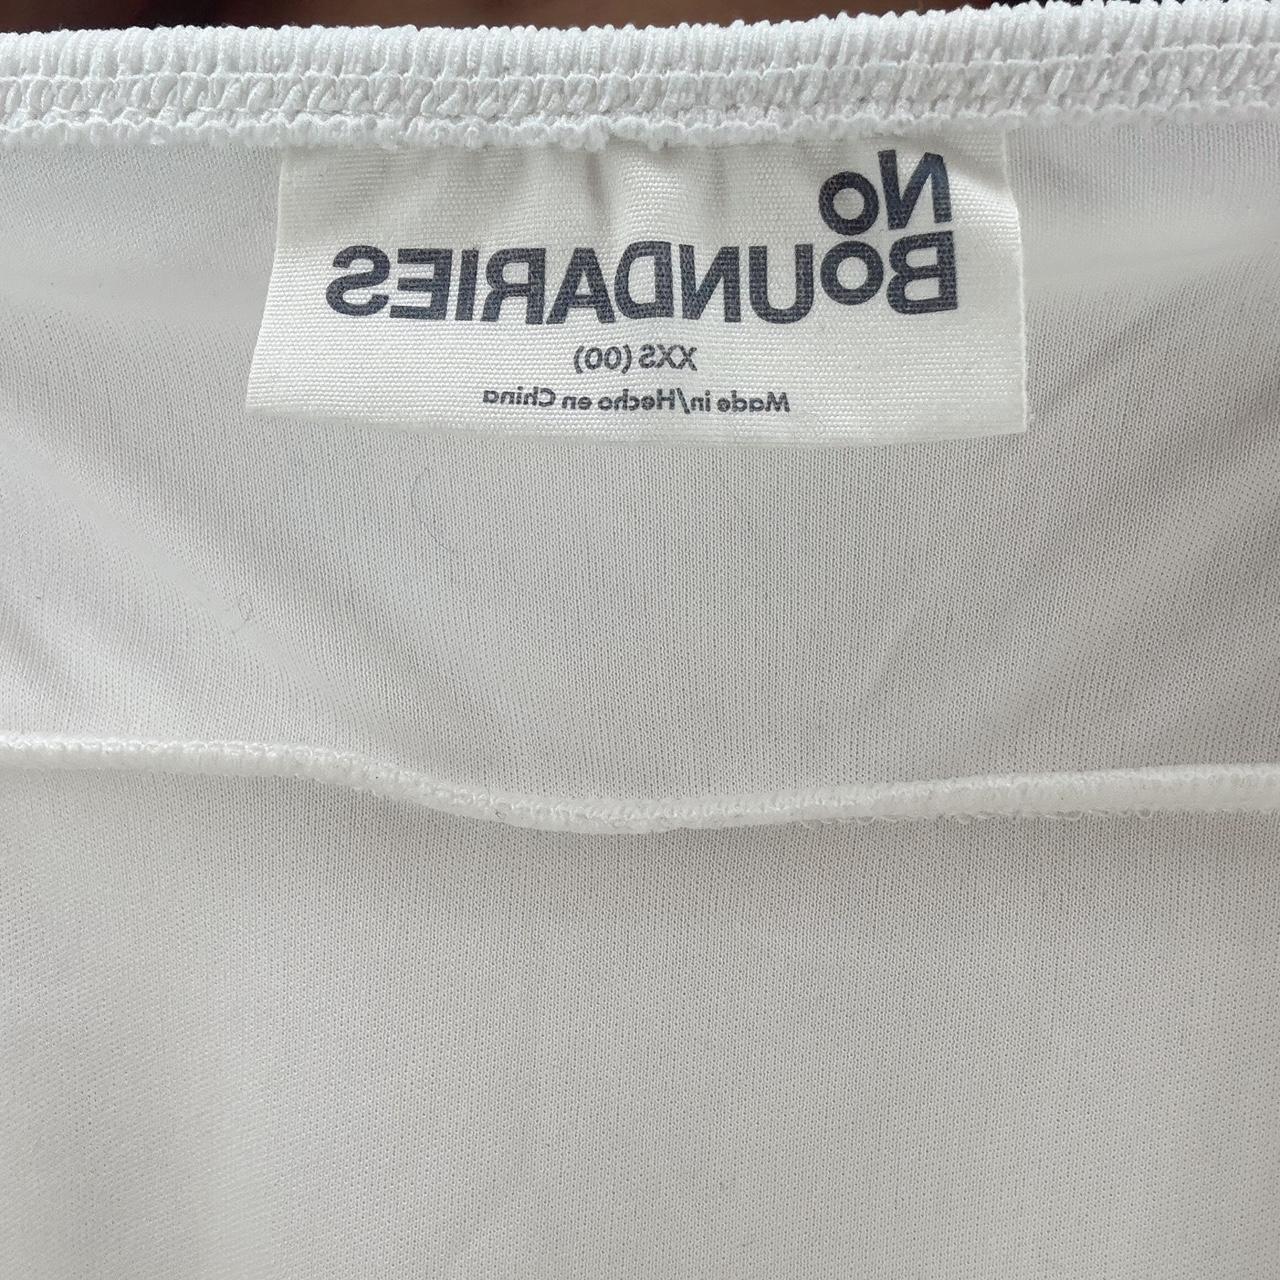 No
BoUNDARIES
XXS (00)
Made in/Hecho en China